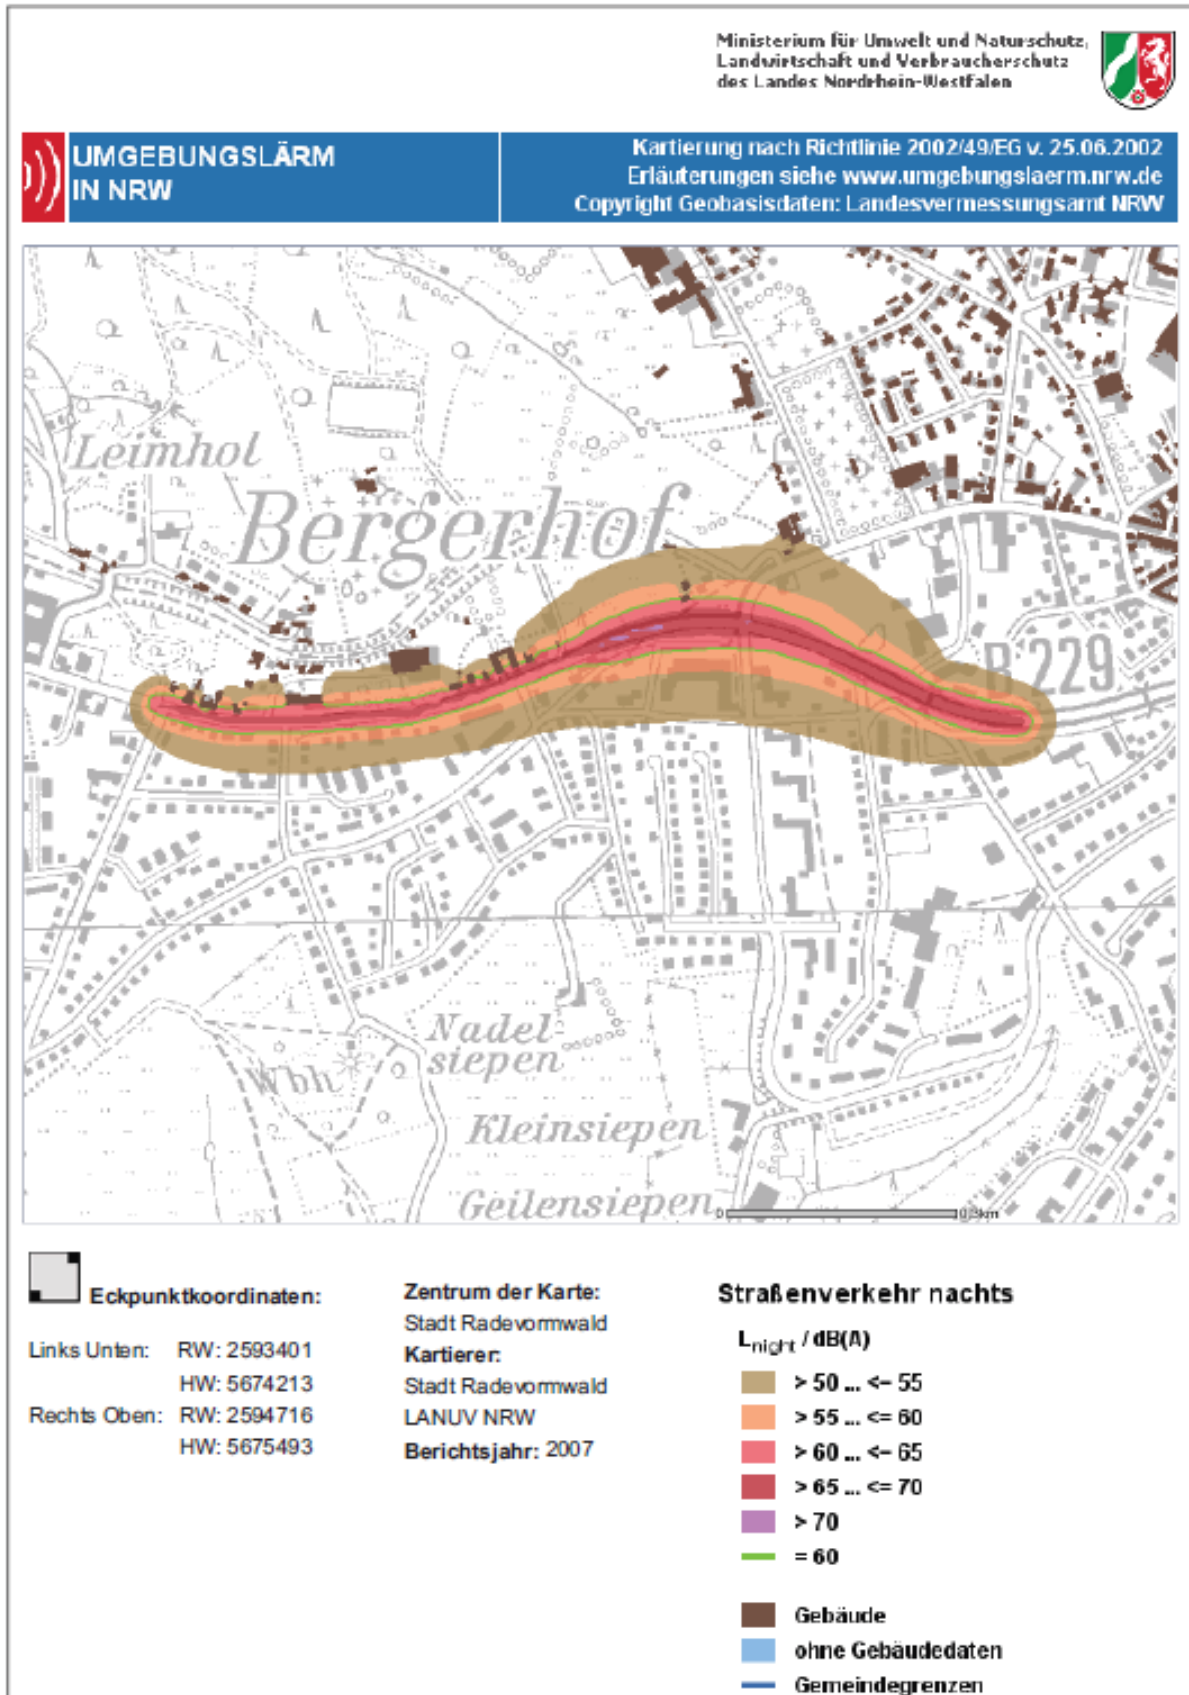 Ministerium für Umwelt und Naturschutz,
Landwirtschaft und Verbraucherschutz
des Landes Nordrhein-Westfalen
UMGEBUNGSLÄRM
IN NRW
Kartierung nach Richtlinie 2002/49/EG v. 25.06.2002
Erläuterungen siehe www.umgebungslaerm.nrw.de
Copyright Geobasisdaten: Landesvermessungsamt NRW
Leimhol
Bergerhof
B 229
Nadel
siepen
Wbh
Kleinsiepen
Geilensiepen
0 0,3km
Eckpunktkoordinaten:
Links Unten: RW: 2593401
HW: 5674213
Rechts Oben: RW: 2594716
HW: 5675493
Zentrum der Karte:
Stadt Radevormwald
Kartierer:
Stadt Radevormwald
LANUV NRW
Berichtsjahr: 2007
Straßenverkehr nachts
Lnight / dB(A)
> 50 ... <= 55
> 55 ... <= 60
> 60 ... <= 65
> 65 ... <= 70
> 70
= 60
Gebäude
ohne Gebäudedaten
Gemeindegrenzen